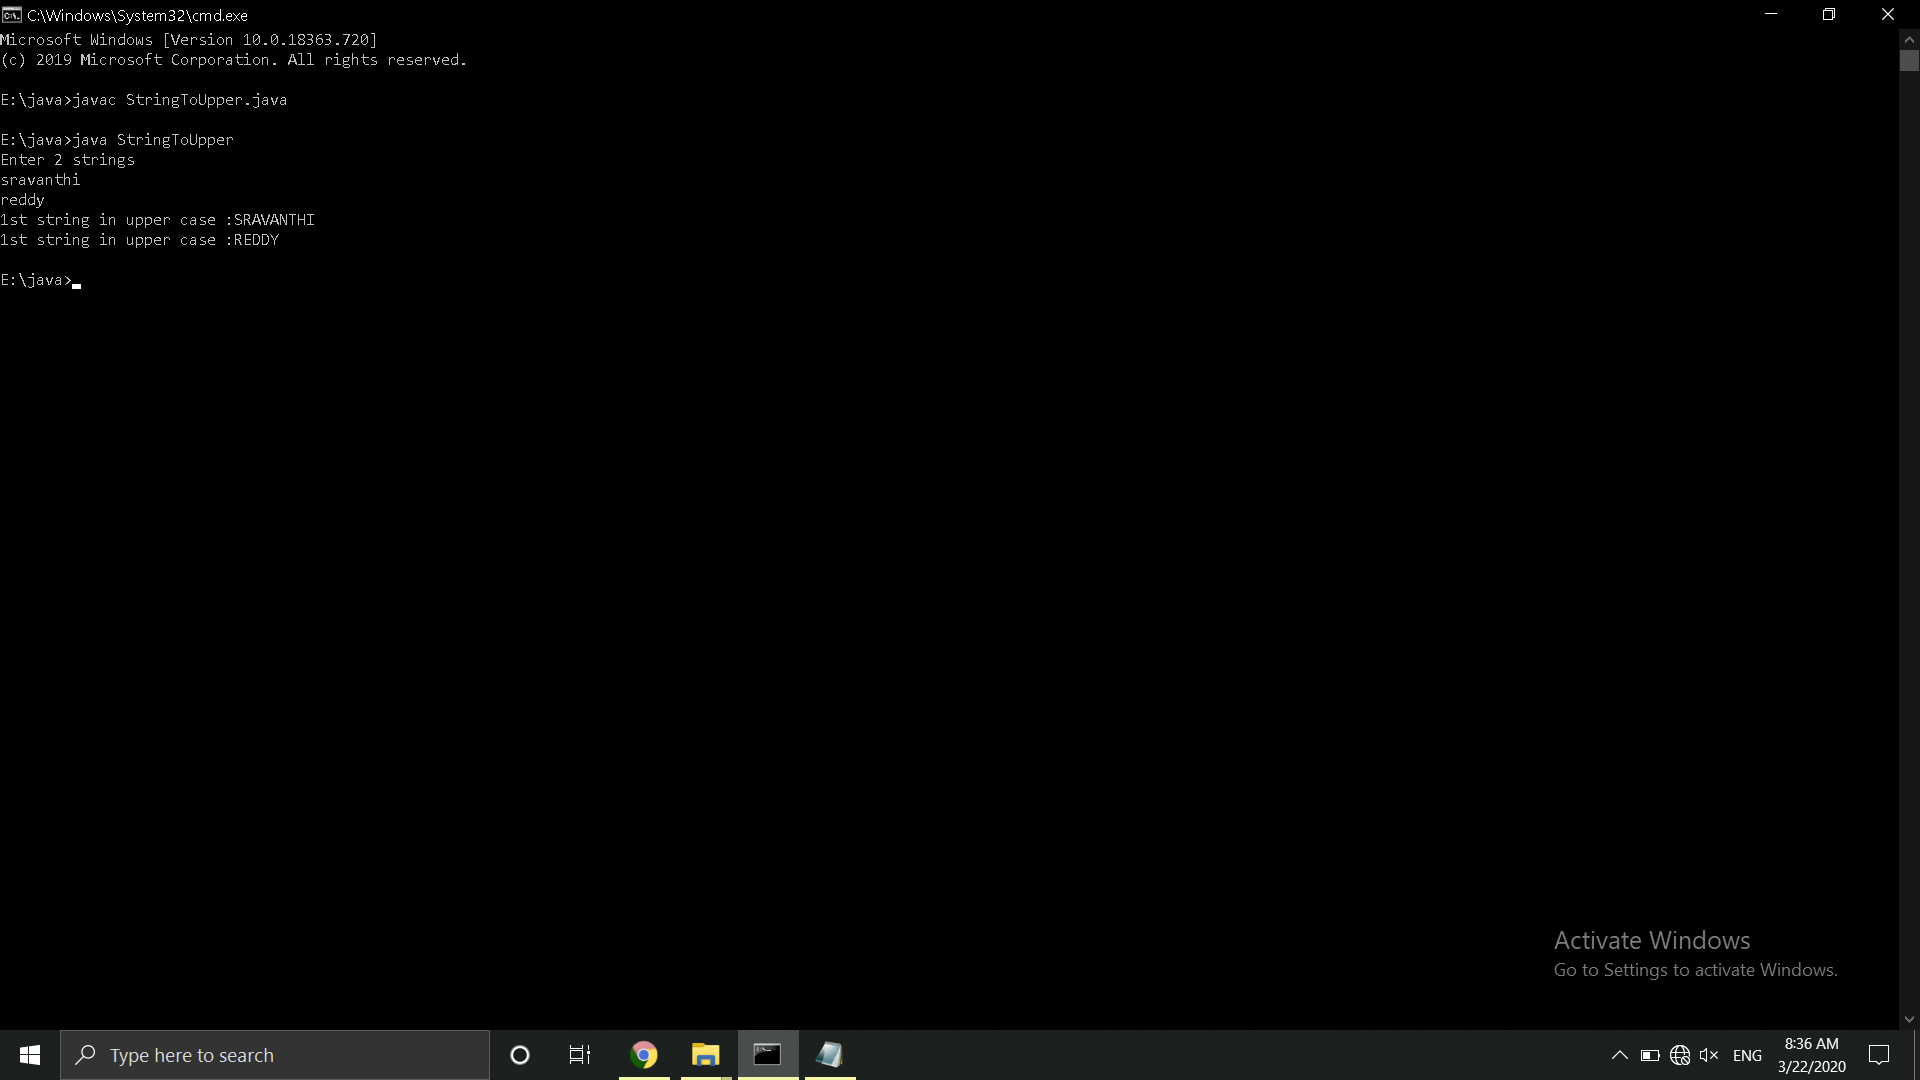 C:\Windows\System32\cmd.exe
Microsoft Windows [Version 10.0.18363.720]
(c) 2019 Microsoft Corporation. All rights reserved.
E:\java>javac StringToUpper.java
E:\java>java StringToUpper
Enter 2 strings
sravanthi
reddy
1st string in upper case :SRAVANTHI
1st string in upper case :REDDY
E:\java>
Activate Windows
Go to Settings to activate Windows.
Type here to search
ENG
8:36 AM
3/22/2020